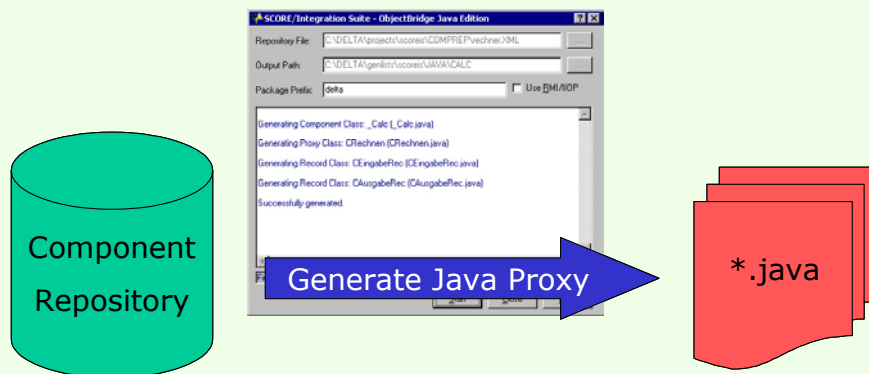 SCORE/Integration Suite - ObjectBridge Java Edition
Repository File: C:\DELTA\projects\scoreis\COMPREP\rechner.XML ...
Output Path: C:\DELTA\genlists\scoreis\JAVA\CALC ...
Package Prefix: delta Use RMI/IIOP
Generating Component Class: _Calc (_Calc.java)
Generating Proxy Class: CRechnen (CRechnen.java)
Generating Record Class: CEingabeRec (CEingabeRec.java)
Generating Record Class: CAusgabeRec (CAusgabeRec.java)
Successfully generated.
Component
Repository
Generate Java Proxy
*.java